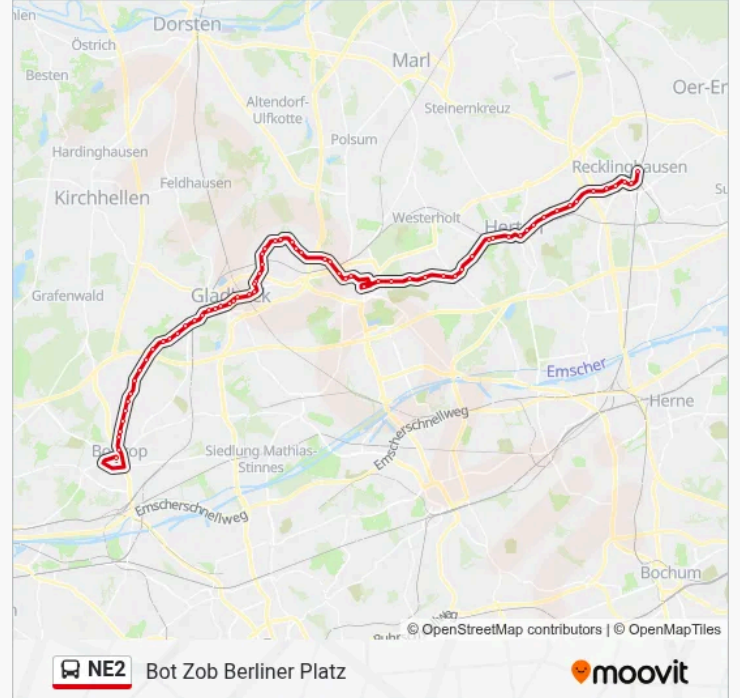 Dorsten
Östrich
Marl
Besten
Oer-Er
Altendorf-
Ulfkotte
Steinernkreuz
Polsum
Hardinghausen
Recklinghausen
Feldhausen
Kirchhellen
Westerholt
Grafenwald
Gladbeck
Emscher
Herne
Emscherschnellweg
Siedlung Mathias-
Stinnes
Emscherschnellweg
Bochum
© OpenStreetMap contributors | © OpenMapTiles
NE2 Bot Zob Berliner Platz
moovit